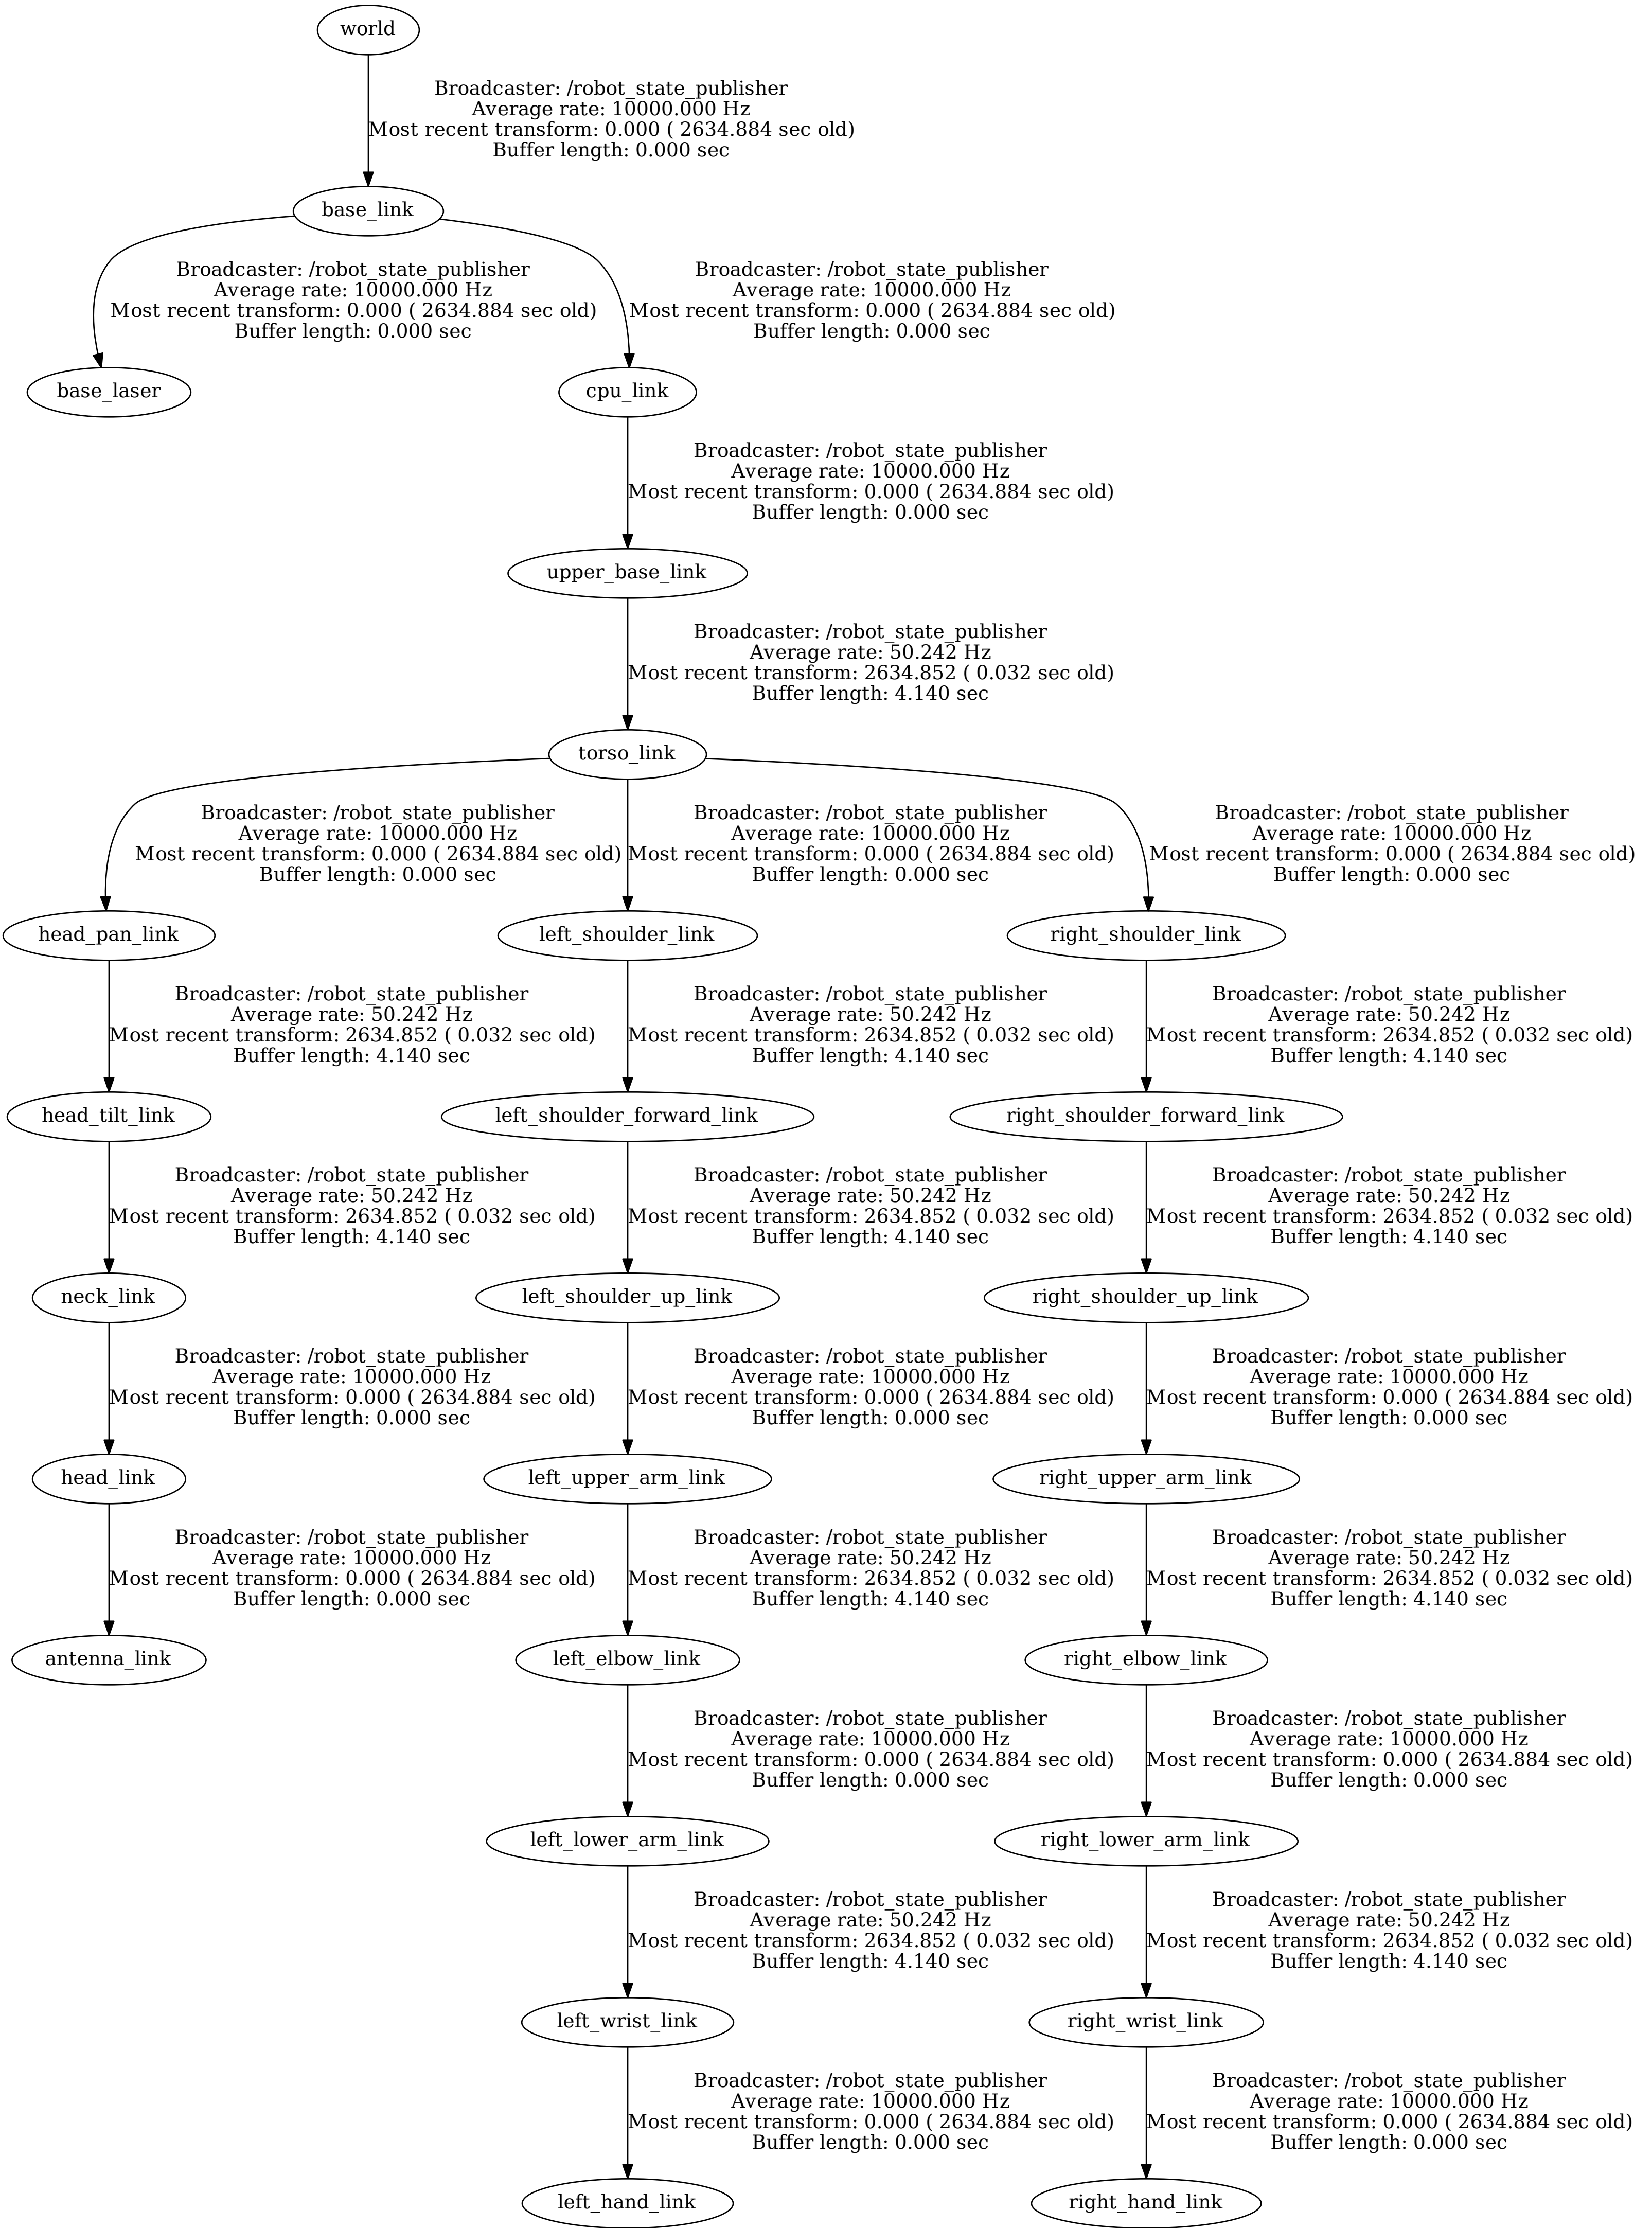 world
Broadcaster: /robot_state_publisher
Average rate: 10000.000 Hz
Most recent transform: 0.000 ( 2634.884 sec old)
Buffer length: 0.000 sec
base_link
Broadcaster: /robot_state_publisher
Average rate: 10000.000 Hz
Most recent transform: 0.000 ( 2634.884 sec old)
Buffer length: 0.000 sec
Broadcaster: /robot_state_publisher
Average rate: 10000.000 Hz
Most recent transform: 0.000 ( 2634.884 sec old)
Buffer length: 0.000 sec
base_laser
cpu_link
Broadcaster: /robot_state_publisher
Average rate: 10000.000 Hz
Most recent transform: 0.000 ( 2634.884 sec old)
Buffer length: 0.000 sec
upper_base_link
Broadcaster: /robot_state_publisher
Average rate: 50.242 Hz
Most recent transform: 2634.852 ( 0.032 sec old)
Buffer length: 4.140 sec
torso_link
Broadcaster: /robot_state_publisher
Average rate: 10000.000 Hz
Most recent transform: 0.000 ( 2634.884 sec old)
Buffer length: 0.000 sec
Broadcaster: /robot_state_publisher
Average rate: 10000.000 Hz
Most recent transform: 0.000 ( 2634.884 sec old)
Buffer length: 0.000 sec
Broadcaster: /robot_state_publisher
Average rate: 10000.000 Hz
Most recent transform: 0.000 ( 2634.884 sec old)
Buffer length: 0.000 sec
head_pan_link
left_shoulder_link
right_shoulder_link
Broadcaster: /robot_state_publisher
Average rate: 50.242 Hz
Most recent transform: 2634.852 ( 0.032 sec old)
Buffer length: 4.140 sec
Broadcaster: /robot_state_publisher
Average rate: 50.242 Hz
Most recent transform: 2634.852 ( 0.032 sec old)
Buffer length: 4.140 sec
Broadcaster: /robot_state_publisher
Average rate: 50.242 Hz
Most recent transform: 2634.852 ( 0.032 sec old)
Buffer length: 4.140 sec
head_tilt_link
left_shoulder_forward_link
right_shoulder_forward_link
Broadcaster: /robot_state_publisher
Average rate: 50.242 Hz
Most recent transform: 2634.852 ( 0.032 sec old)
Buffer length: 4.140 sec
Broadcaster: /robot_state_publisher
Average rate: 50.242 Hz
Most recent transform: 2634.852 ( 0.032 sec old)
Buffer length: 4.140 sec
Broadcaster: /robot_state_publisher
Average rate: 50.242 Hz
Most recent transform: 2634.852 ( 0.032 sec old)
Buffer length: 4.140 sec
neck_link
left_shoulder_up_link
right_shoulder_up_link
Broadcaster: /robot_state_publisher
Average rate: 10000.000 Hz
Most recent transform: 0.000 ( 2634.884 sec old)
Buffer length: 0.000 sec
Broadcaster: /robot_state_publisher
Average rate: 10000.000 Hz
Most recent transform: 0.000 ( 2634.884 sec old)
Buffer length: 0.000 sec
Broadcaster: /robot_state_publisher
Average rate: 10000.000 Hz
Most recent transform: 0.000 ( 2634.884 sec old)
Buffer length: 0.000 sec
head_link
left_upper_arm_link
right_upper_arm_link
Broadcaster: /robot_state_publisher
Average rate: 10000.000 Hz
Most recent transform: 0.000 ( 2634.884 sec old)
Buffer length: 0.000 sec
Broadcaster: /robot_state_publisher
Average rate: 50.242 Hz
Most recent transform: 2634.852 ( 0.032 sec old)
Buffer length: 4.140 sec
Broadcaster: /robot_state_publisher
Average rate: 50.242 Hz
Most recent transform: 2634.852 ( 0.032 sec old)
Buffer length: 4.140 sec
antenna_link
left_elbow_link
right_elbow_link
Broadcaster: /robot_state_publisher
Average rate: 10000.000 Hz
Most recent transform: 0.000 ( 2634.884 sec old)
Buffer length: 0.000 sec
Broadcaster: /robot_state_publisher
Average rate: 10000.000 Hz
Most recent transform: 0.000 ( 2634.884 sec old)
Buffer length: 0.000 sec
left_lower_arm_link
right_lower_arm_link
Broadcaster: /robot_state_publisher
Average rate: 50.242 Hz
Most recent transform: 2634.852 ( 0.032 sec old)
Buffer length: 4.140 sec
Broadcaster: /robot_state_publisher
Average rate: 50.242 Hz
Most recent transform: 2634.852 ( 0.032 sec old)
Buffer length: 4.140 sec
left_wrist_link
right_wrist_link
Broadcaster: /robot_state_publisher
Average rate: 10000.000 Hz
Most recent transform: 0.000 ( 2634.884 sec old)
Buffer length: 0.000 sec
Broadcaster: /robot_state_publisher
Average rate: 10000.000 Hz
Most recent transform: 0.000 ( 2634.884 sec old)
Buffer length: 0.000 sec
left_hand_link
right_hand_link